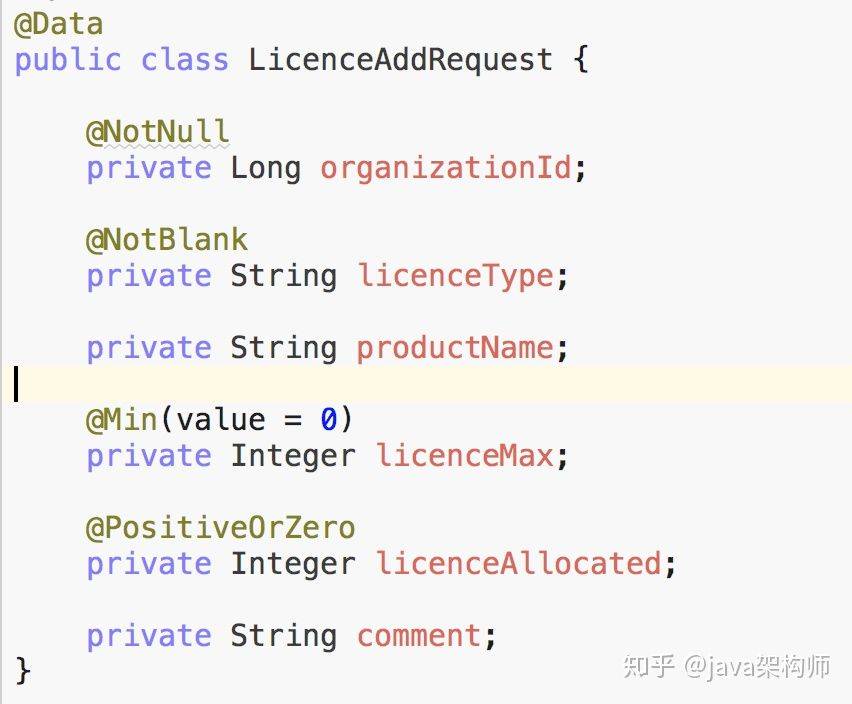 @Data
public class LicenceAddRequest {
@NotNull
private Long organizationId;
@NotBlank
private String licenceType;
private String productName;
@Min(value = 0)
private Integer licenceMax;
@PositiveOrZero
private Integer licenceAllocated;
private String comment;
}
知乎 @java架构师